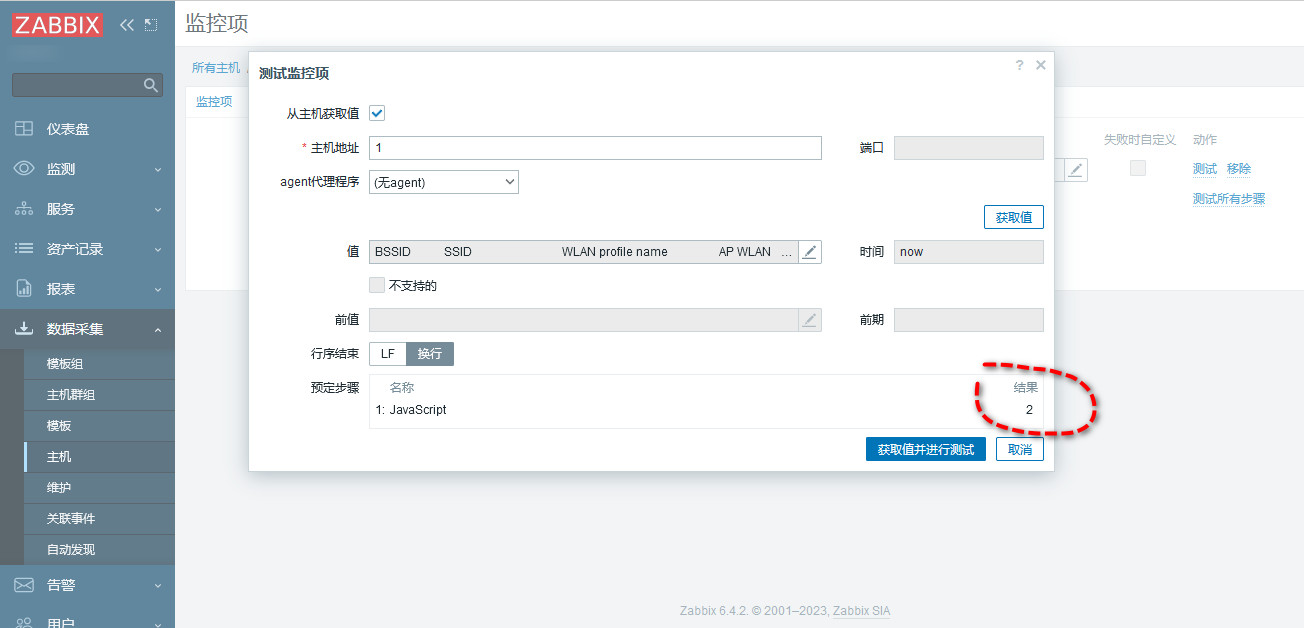 ZABBIX
仪表盘
监测
服务
资产记录
报表
数据采集
模板组
主机群组
模板
主机
维护
关联事件
自动发现
告警
用户
监控项
所有主机
监控项
失败时自定义 动作
测试 移除
测试所有步骤
测试监控项 ? ×
从主机获取值
* 主机地址 1 端口
agent代理程序 (无agent)
获取值
值 BSSID SSID WLAN profile name AP WLAN ... 时间 now
不支持的
前值 前期
行序结束 LF 换行
预定步骤 名称 结果
1: JavaScript 2
获取值并进行测试 取消
Zabbix 6.4.2. © 2001–2023, Zabbix SIA